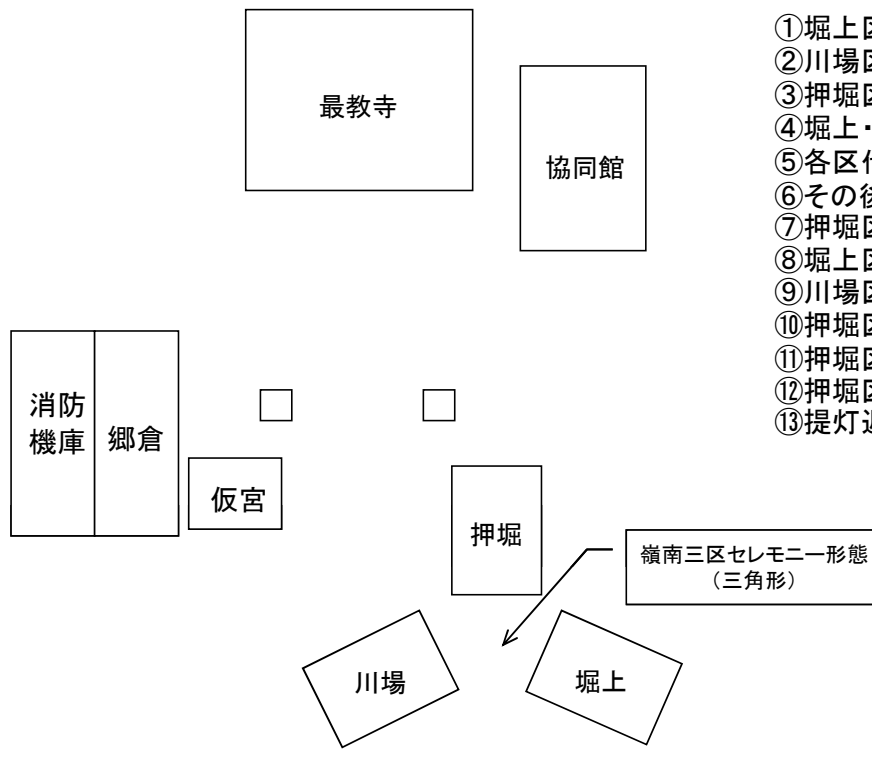 最教寺
協同館
消防
機庫
郷倉
仮宮
押堀
嶺南三区セレモニー形態
(三角形)
川場
堀上
①堀上区
②川場区
③押堀区
④堀上・
⑤各区
⑥その後
⑦押堀区
⑧堀上区
⑨川場区
⑩押堀区
⑪押堀区
⑫押堀区
⑬提灯